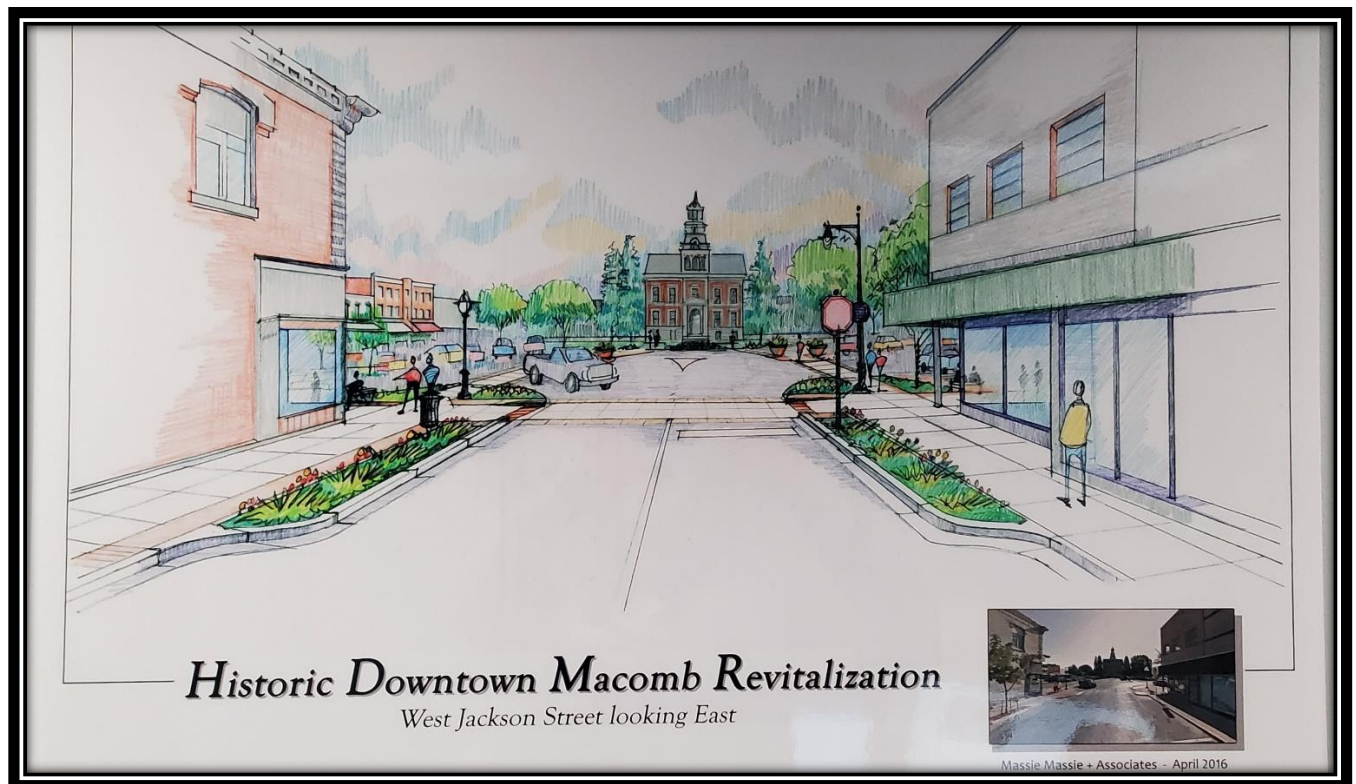 Historic Downtown Macomb Revitalization
West Jackson Street looking East
Massie Massie + Associates - April 2016